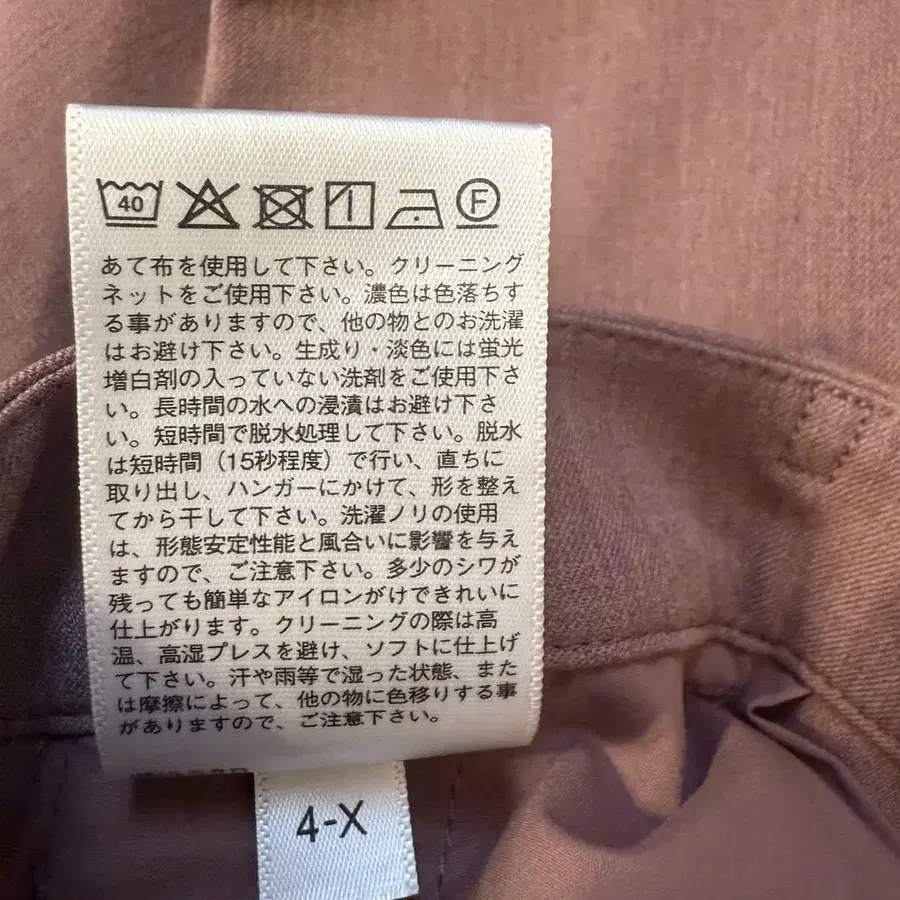 40 F
あて布を使用して下さい。クリーニング
ネットをご使用下さい。濃色は色落ちす
る事がありますので、他の物とのお洗濯
はお避け下さい。生成り・淡色には蛍光
増白剤の入っていない洗剤をご使用下さ
い。長時間の水への浸漬はお避け下さ
い。短時間で脱水処理して下さい。脱水
は短時間（15秒程度）で行い、直ちに
取り出し、ハンガーにかけて、形を整え
てから干して下さい。洗濯ノリの使用
は、形態安定性能と風合いに影響を与え
ますので、ご注意下さい。多少のシワが
残っても簡単なアイロンがけできれいに
仕上がります。クリーニングの際は高
温、高湿プレスを避け、ソフトに仕上げ
て下さい。汗や雨等で湿った状態、また
は摩擦によって、他の物に色移りする事
がありますので、ご注意下さい。
4-X